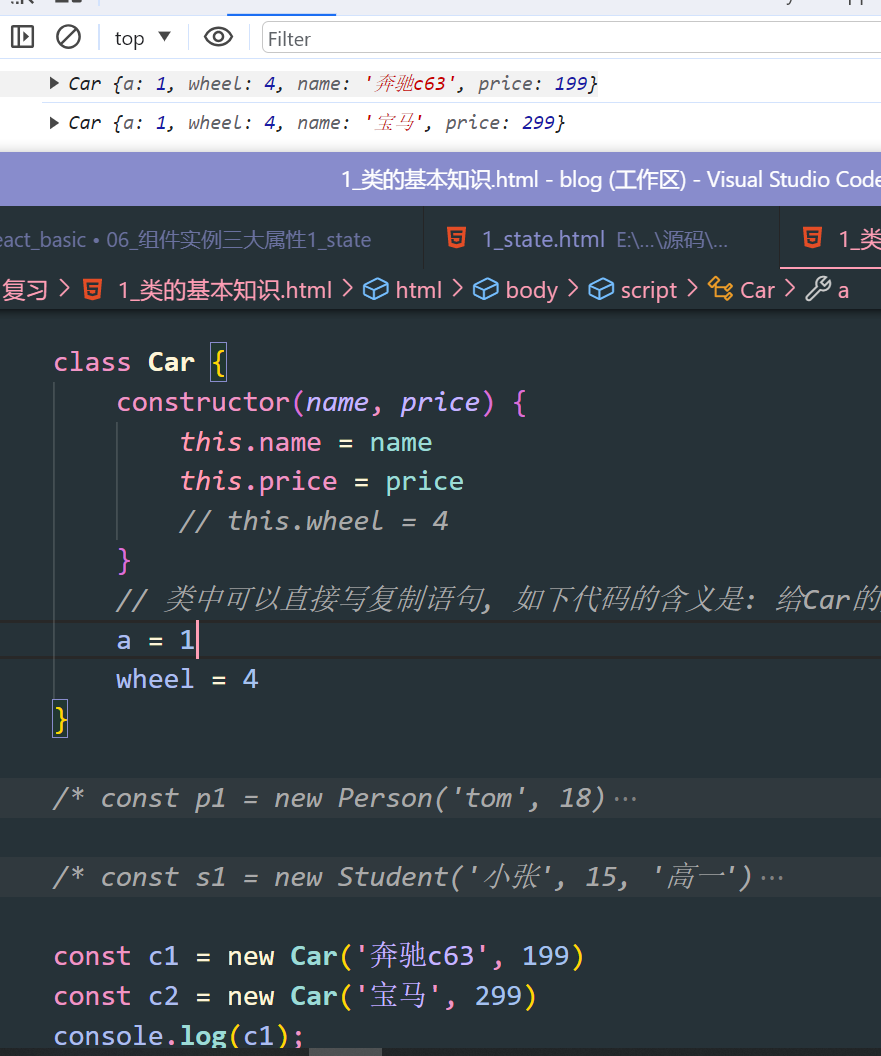 top Filter
Car {a: 1, wheel: 4, name: '奔驰c63', price: 199}
Car {a: 1, wheel: 4, name: '宝马', price: 299}
1_类的基本知识.html - blog (工作区) - Visual Studio Code
eact_basic • 06_组件实例三大属性1_state 1_state.html E:\...\源码\... 1_类
复习 > 1_类的基本知识.html > html > body > script > Car > a
class Car {
constructor(name, price) {
this.name = name
this.price = price
// this.wheel = 4
}
// 类中可以直接写复制语句, 如下代码的含义是: 给Car的
a = 1
wheel = 4
}
/* const p1 = new Person('tom', 18)···
/* const s1 = new Student('小张', 15, '高一')···
const c1 = new Car('奔驰c63', 199)
const c2 = new Car('宝马', 299)
console.log(c1);